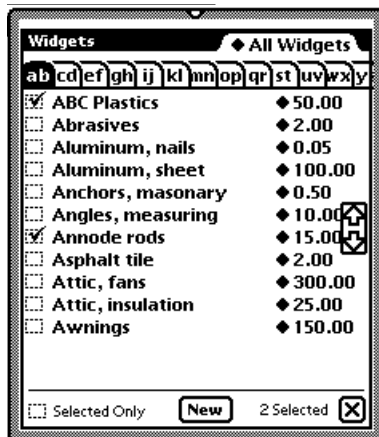 Widgets ◆ All Widgets
ab cd ef gh ij kl mn op qr st uv wx y
ABC Plastics ◆50.00
Abrasives ◆2.00
Aluminum, nails ◆0.05
Aluminum, sheet ◆100.00
Anchors, masonary ◆0.50
Angles, measuring ◆10.00
Annode rods ◆15.00
Asphalt tile ◆2.00
Attic, fans ◆300.00
Attic, insulation ◆25.00
Awnings ◆150.00
Selected Only New 2 Selected